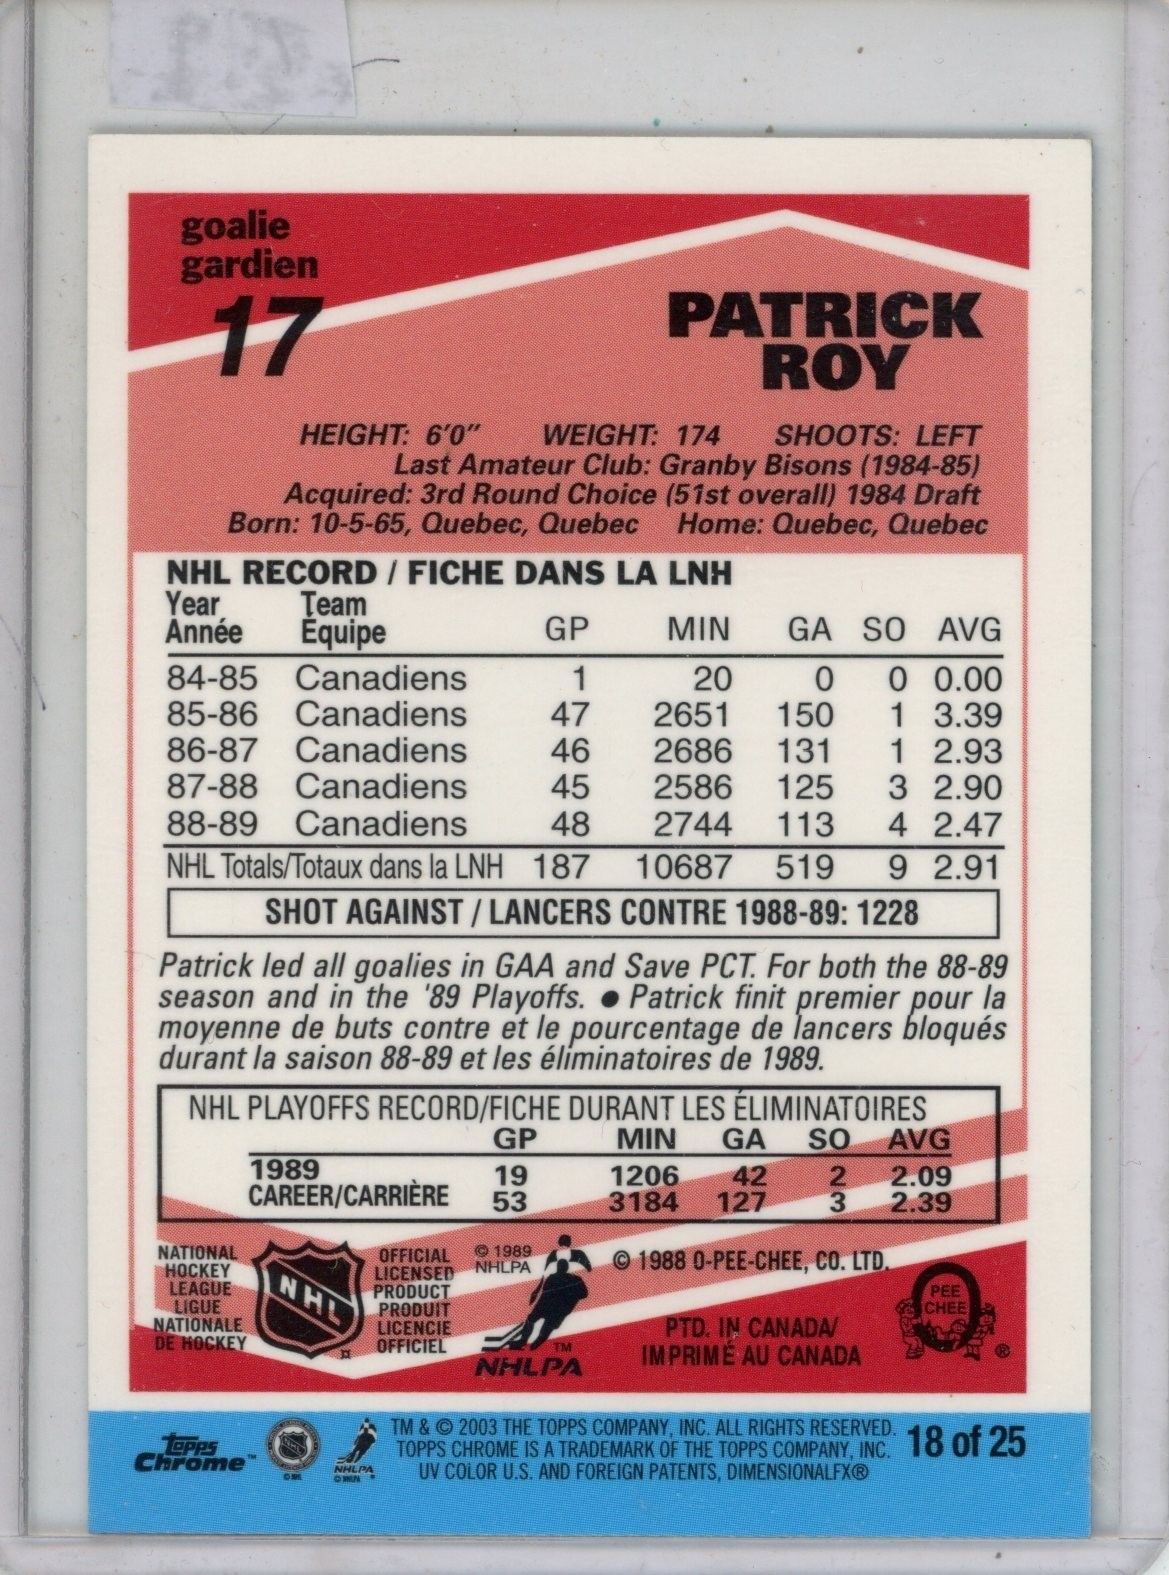 goalie
gardien
17
PATRICK
ROY
HEIGHT: 6'0" WEIGHT: 174 SHOOTS: LEFT
Last Amateur Club: Granby Bisons (1984-85)
Acquired: 3rd Round Choice (51st overall) 1984 Draft
Born: 10-5-65, Quebec, Quebec Home: Quebec, Quebec
NHL RECORD / FICHE DANS LA LNH
Year Team
Année Équipe GP MIN GA SO AVG
84-85 Canadiens 1 20 0 0 0.00
85-86 Canadiens 47 2651 150 1 3.39
86-87 Canadiens 46 2686 131 1 2.93
87-88 Canadiens 45 2586 125 3 2.90
88-89 Canadiens 48 2744 113 4 2.47
NHL Totals/Totaux dans la LNH 187 10687 519 9 2.91
SHOT AGAINST / LANCERS CONTRE 1988-89: 1228
Patrick led all goalies in GAA and Save PCT. For both the 88-89
season and in the '89 Playoffs. ● Patrick finit premier pour la
moyenne de buts contre et le pourcentage de lancers bloqués
durant la saison 88-89 et les éliminatoires de 1989.
NHL PLAYOFFS RECORD/FICHE DURANT LES ÉLIMINATOIRES
GP MIN GA SO AVG
1989 19 1206 42 2 2.09
CAREER/CARRIÈRE 53 3184 127 3 2.39
NATIONAL
HOCKEY
LEAGUE
LIGUE
NATIONALE
DE HOCKEY
NHL
OFFICIAL
LICENSED
PRODUCT
PRODUIT
LICENCIE
OFFICIEL
© 1989
NHLPA
TM
NHLPA
© 1988 O-PEE-CHEE, CO. LTD.
PTD. IN CANADA/
IMPRIMÉ AU CANADA
O
PEE
CHEE
®
Topps
Chrome™
NHL
© NHL
NHLPA
© NHLPA
TM & © 2003 THE TOPPS COMPANY, INC. ALL RIGHTS RESERVED.
TOPPS CHROME IS A TRADEMARK OF THE TOPPS COMPANY, INC.
UV COLOR U.S. AND FOREIGN PATENTS, DIMENSIONALFX®
18 of 25